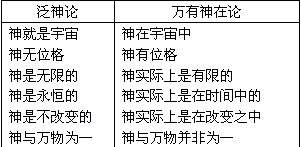 泛神论 万有神在论
神就是宇宙 神在宇宙中
神无位格 神有位格
神是无限的 神实际上是有限的
神是永恒的 神实际上是在时间中的
神是不改变的 神实际上是在改变之中
神与万物为一 神与万物并非为一